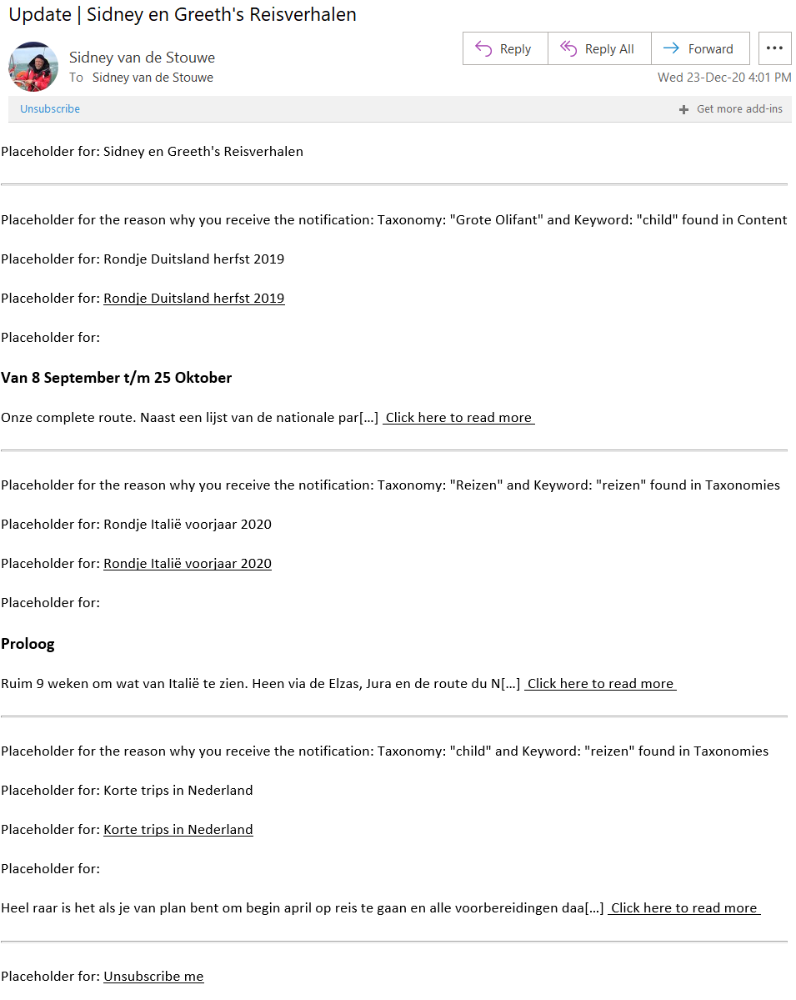 Update | Sidney en Greeth's Reisverhalen
Sidney van de Stouwe
To Sidney van de Stouwe
Reply
Reply All
Forward
Wed 23-Dec-20 4:01 PM
Unsubscribe
Get more add-ins
Placeholder for: Sidney en Greeth's Reisverhalen
Placeholder for the reason why you receive the notification: Taxonomy: "Grote Olifant" and Keyword: "child" found in Content
Placeholder for: Rondje Duitsland herfst 2019
Placeholder for: Rondje Duitsland herfst 2019
Placeholder for:
Van 8 September t/m 25 Oktober
Onze complete route. Naast een lijst van de nationale par[...] Click here to read more
Placeholder for the reason why you receive the notification: Taxonomy: "Reizen" and Keyword: "reizen" found in Taxonomies
Placeholder for: Rondje Italië voorjaar 2020
Placeholder for: Rondje Italië voorjaar 2020
Placeholder for:
Proloog
Ruim 9 weken om wat van Italië te zien. Heen via de Elzas, Jura en de route du N[...] Click here to read more
Placeholder for the reason why you receive the notification: Taxonomy: "child" and Keyword: "reizen" found in Taxonomies
Placeholder for: Korte trips in Nederland
Placeholder for: Korte trips in Nederland
Placeholder for:
Heel raar is het als je van plan bent om begin april op reis te gaan en alle voorbereidingen daa[...] Click here to read more
Placeholder for: Unsubscribe me